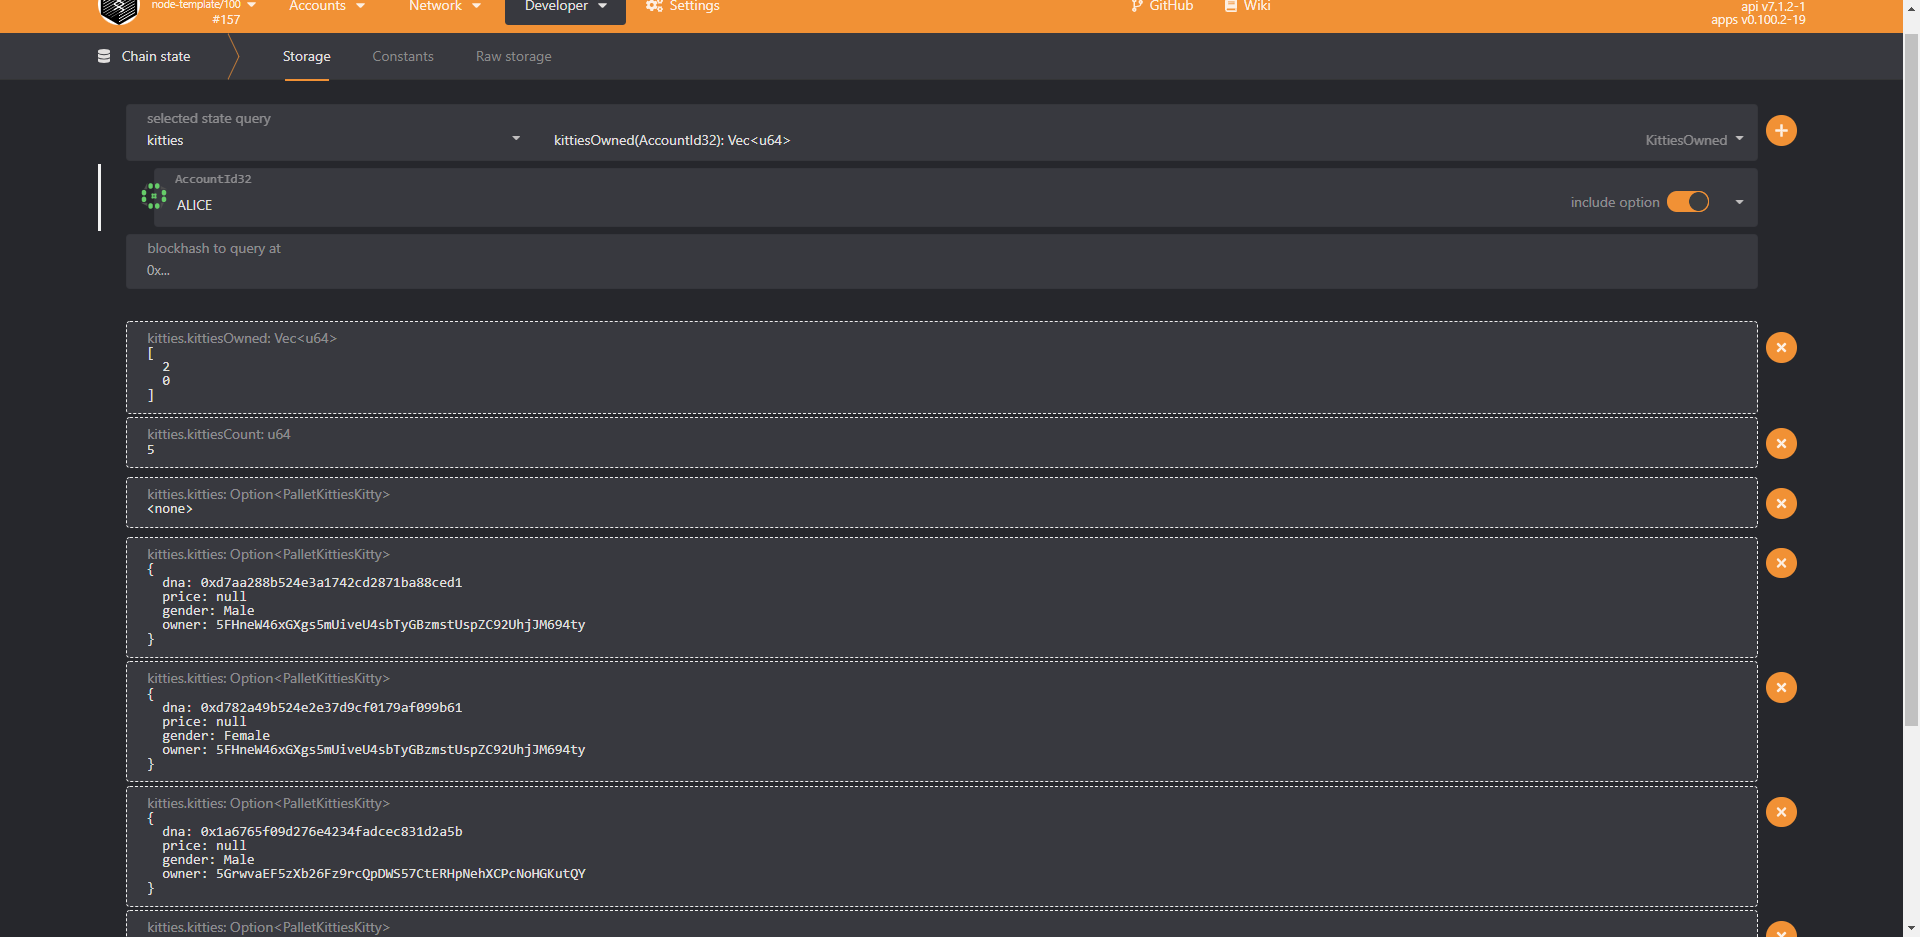 node-template/100
#157
Accounts
Network
Developer
Settings
GitHub
Wiki
api v7.1.2-1
apps v0.100.2-19
Chain state
Storage
Constants
Raw storage
selected state query
kitties
kittiesOwned(AccountId32): Vec<u64>
KittiesOwned
AccountId32
ALICE
include option
blockhash to query at
0x...
kitties.kittiesOwned: Vec<u64>
[
2
0
]
kitties.kittiesCount: u64
5
kitties.kitties: Option<PalletKittiesKitty>
<none>
kitties.kitties: Option<PalletKittiesKitty>
{
dna: 0xd7aa288b524e3a1742cd2871ba88ced1
price: null
gender: Male
owner: 5FHneW46xGXgs5mUiveU4sbTyGBzmstUspZC92UhjJM694ty
}
kitties.kitties: Option<PalletKittiesKitty>
{
dna: 0xd782a49b524e2e37d9cf0179af099b61
price: null
gender: Female
owner: 5FHneW46xGXgs5mUiveU4sbTyGBzmstUspZC92UhjJM694ty
}
kitties.kitties: Option<PalletKittiesKitty>
{
dna: 0x1a6765f09d276e4234fadcec831d2a5b
price: null
gender: Male
owner: 5GrwvaEF5zXb26Fz9rcQpDWS57CtERHpNehXCPcNoHGKutQY
}
kitties.kitties: Option<PalletKittiesKitty>